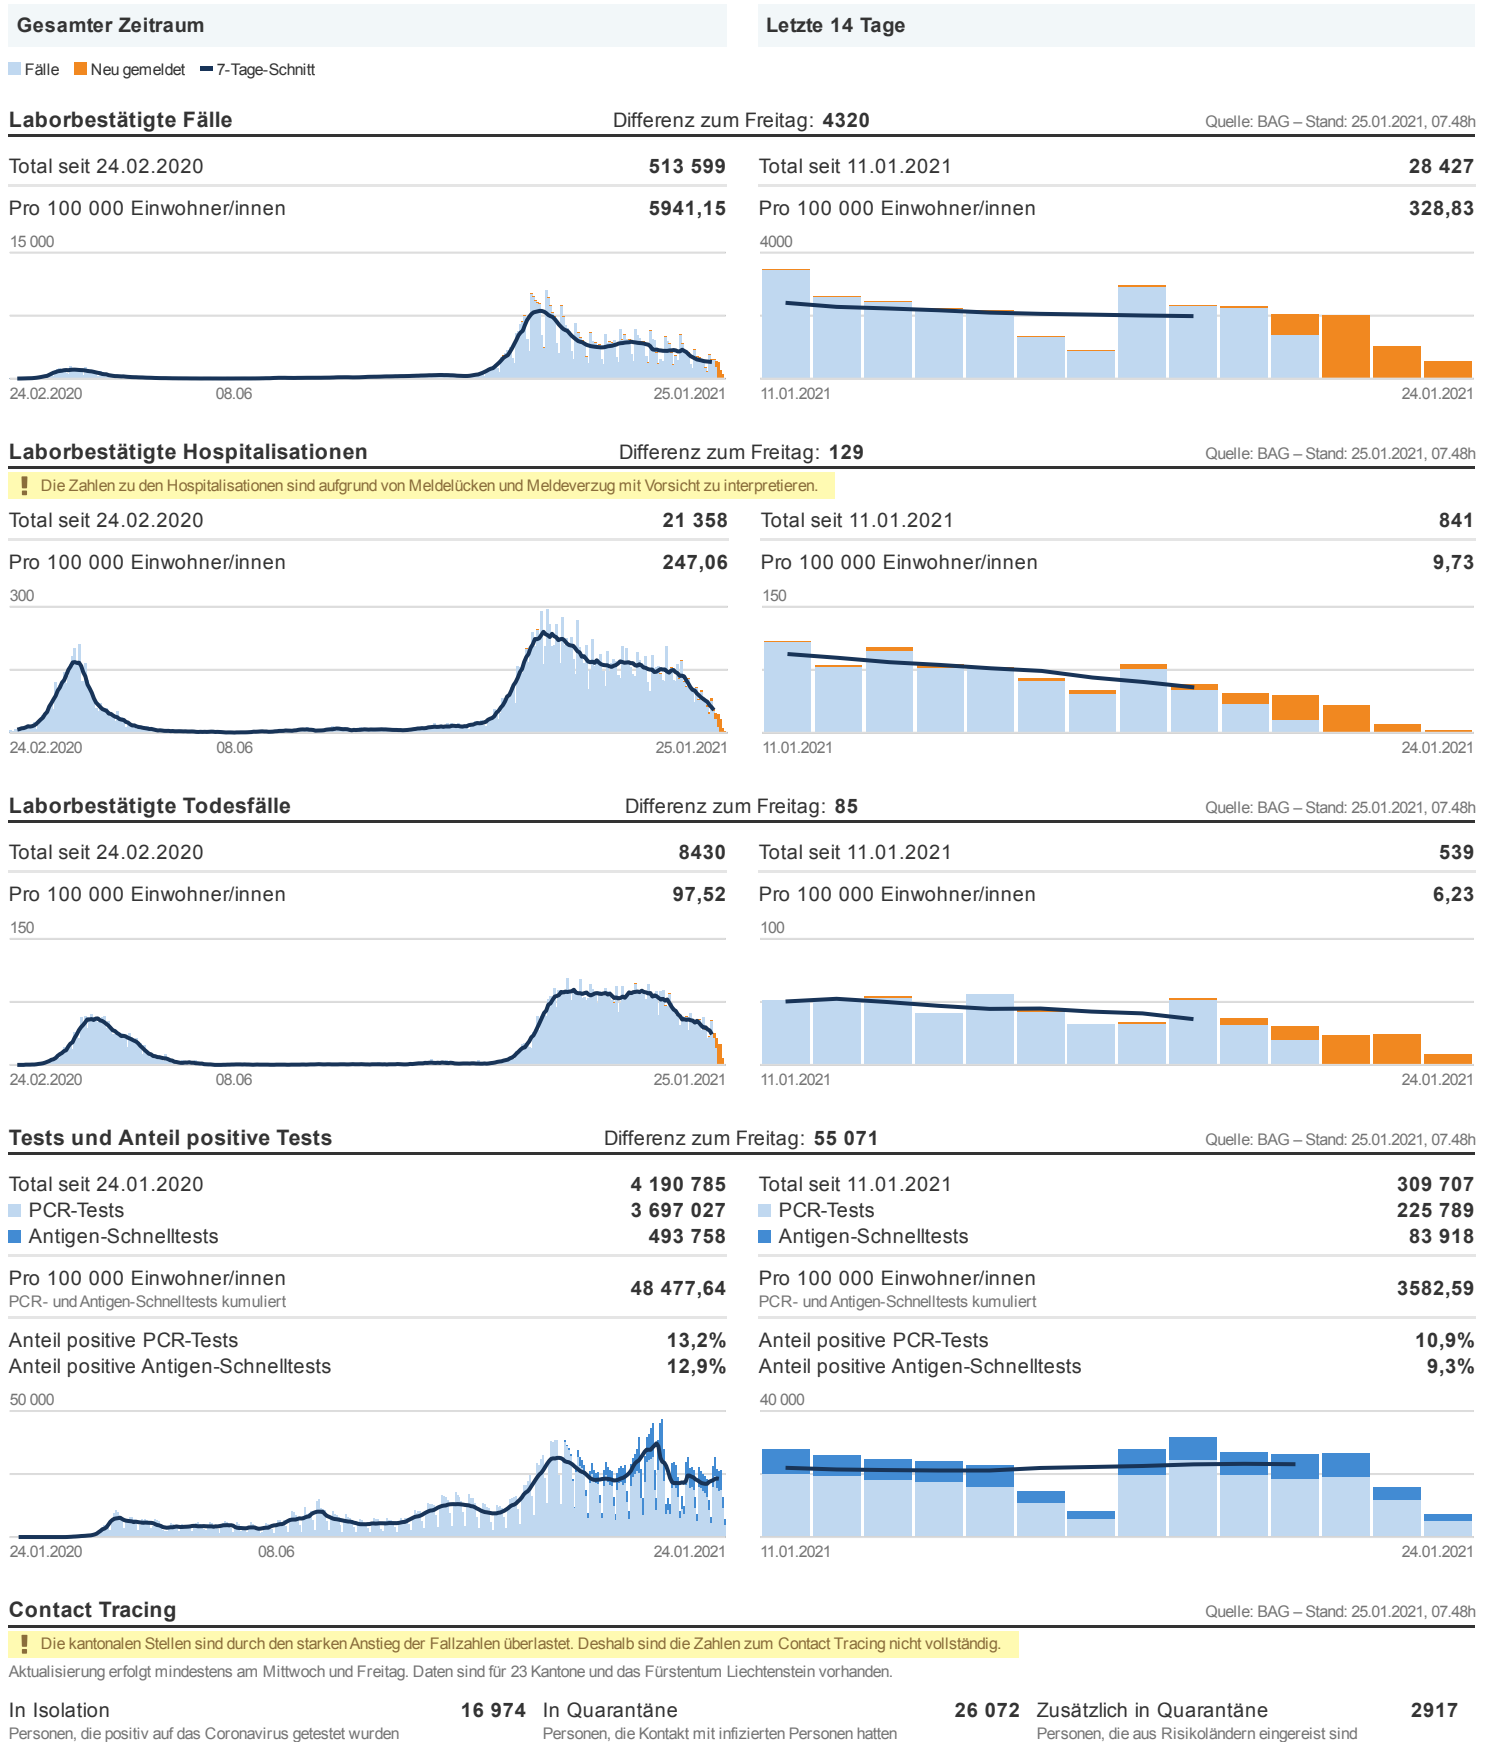 Gesamter Zeitraum
Letzte 14 Tage
Fälle Neu gemeldet 7-Tage-Schnitt
Laborbestätigte Fälle Differenz zum Freitag: 4320 Quelle: BAG – Stand: 25.01.2021, 07.48h
Total seit 24.02.2020 513 599
Pro 100 000 Einwohner/innen 5941,15
15 000
24.02.2020 08.06 25.01.2021
Total seit 11.01.2021 28 427
Pro 100 000 Einwohner/innen 328,83
4000
11.01.2021 24.01.2021
Laborbestätigte Hospitalisationen Differenz zum Freitag: 129 Quelle: BAG – Stand: 25.01.2021, 07.48h
! Die Zahlen zu den Hospitalisationen sind aufgrund von Meldelücken und Meldeverzug mit Vorsicht zu interpretieren.
Total seit 24.02.2020 21 358
Pro 100 000 Einwohner/innen 247,06
300
24.02.2020 08.06 25.01.2021
Total seit 11.01.2021 841
Pro 100 000 Einwohner/innen 9,73
150
11.01.2021 24.01.2021
Laborbestätigte Todesfälle Differenz zum Freitag: 85 Quelle: BAG – Stand: 25.01.2021, 07.48h
Total seit 24.02.2020 8430
Pro 100 000 Einwohner/innen 97,52
150
24.02.2020 08.06 25.01.2021
Total seit 11.01.2021 539
Pro 100 000 Einwohner/innen 6,23
100
11.01.2021 24.01.2021
Tests und Anteil positive Tests Differenz zum Freitag: 55 071 Quelle: BAG – Stand: 25.01.2021, 07.48h
Total seit 24.01.2020 4 190 785
PCR-Tests 3 697 027
Antigen-Schnelltests 493 758
Pro 100 000 Einwohner/innen 48 477,64
PCR- und Antigen-Schnelltests kumuliert
Anteil positive PCR-Tests 13,2%
Anteil positive Antigen-Schnelltests 12,9%
50 000
24.01.2020 08.06 24.01.2021
Total seit 11.01.2021 309 707
PCR-Tests 225 789
Antigen-Schnelltests 83 918
Pro 100 000 Einwohner/innen 3582,59
PCR- und Antigen-Schnelltests kumuliert
Anteil positive PCR-Tests 10,9%
Anteil positive Antigen-Schnelltests 9,3%
40 000
11.01.2021 24.01.2021
Contact Tracing Quelle: BAG – Stand: 25.01.2021, 07.48h
! Die kantonalen Stellen sind durch den starken Anstieg der Fallzahlen überlastet. Deshalb sind die Zahlen zum Contact Tracing nicht vollständig.
Aktualisierung erfolgt mindestens am Mittwoch und Freitag. Daten sind für 23 Kantone und das Fürstentum Liechtenstein vorhanden.
In Isolation 16 974
Personen, die positiv auf das Coronavirus getestet wurden
In Quarantäne 26 072
Personen, die Kontakt mit infizierten Personen hatten
Zusätzlich in Quarantäne 2917
Personen, die aus Risikoländern eingereist sind